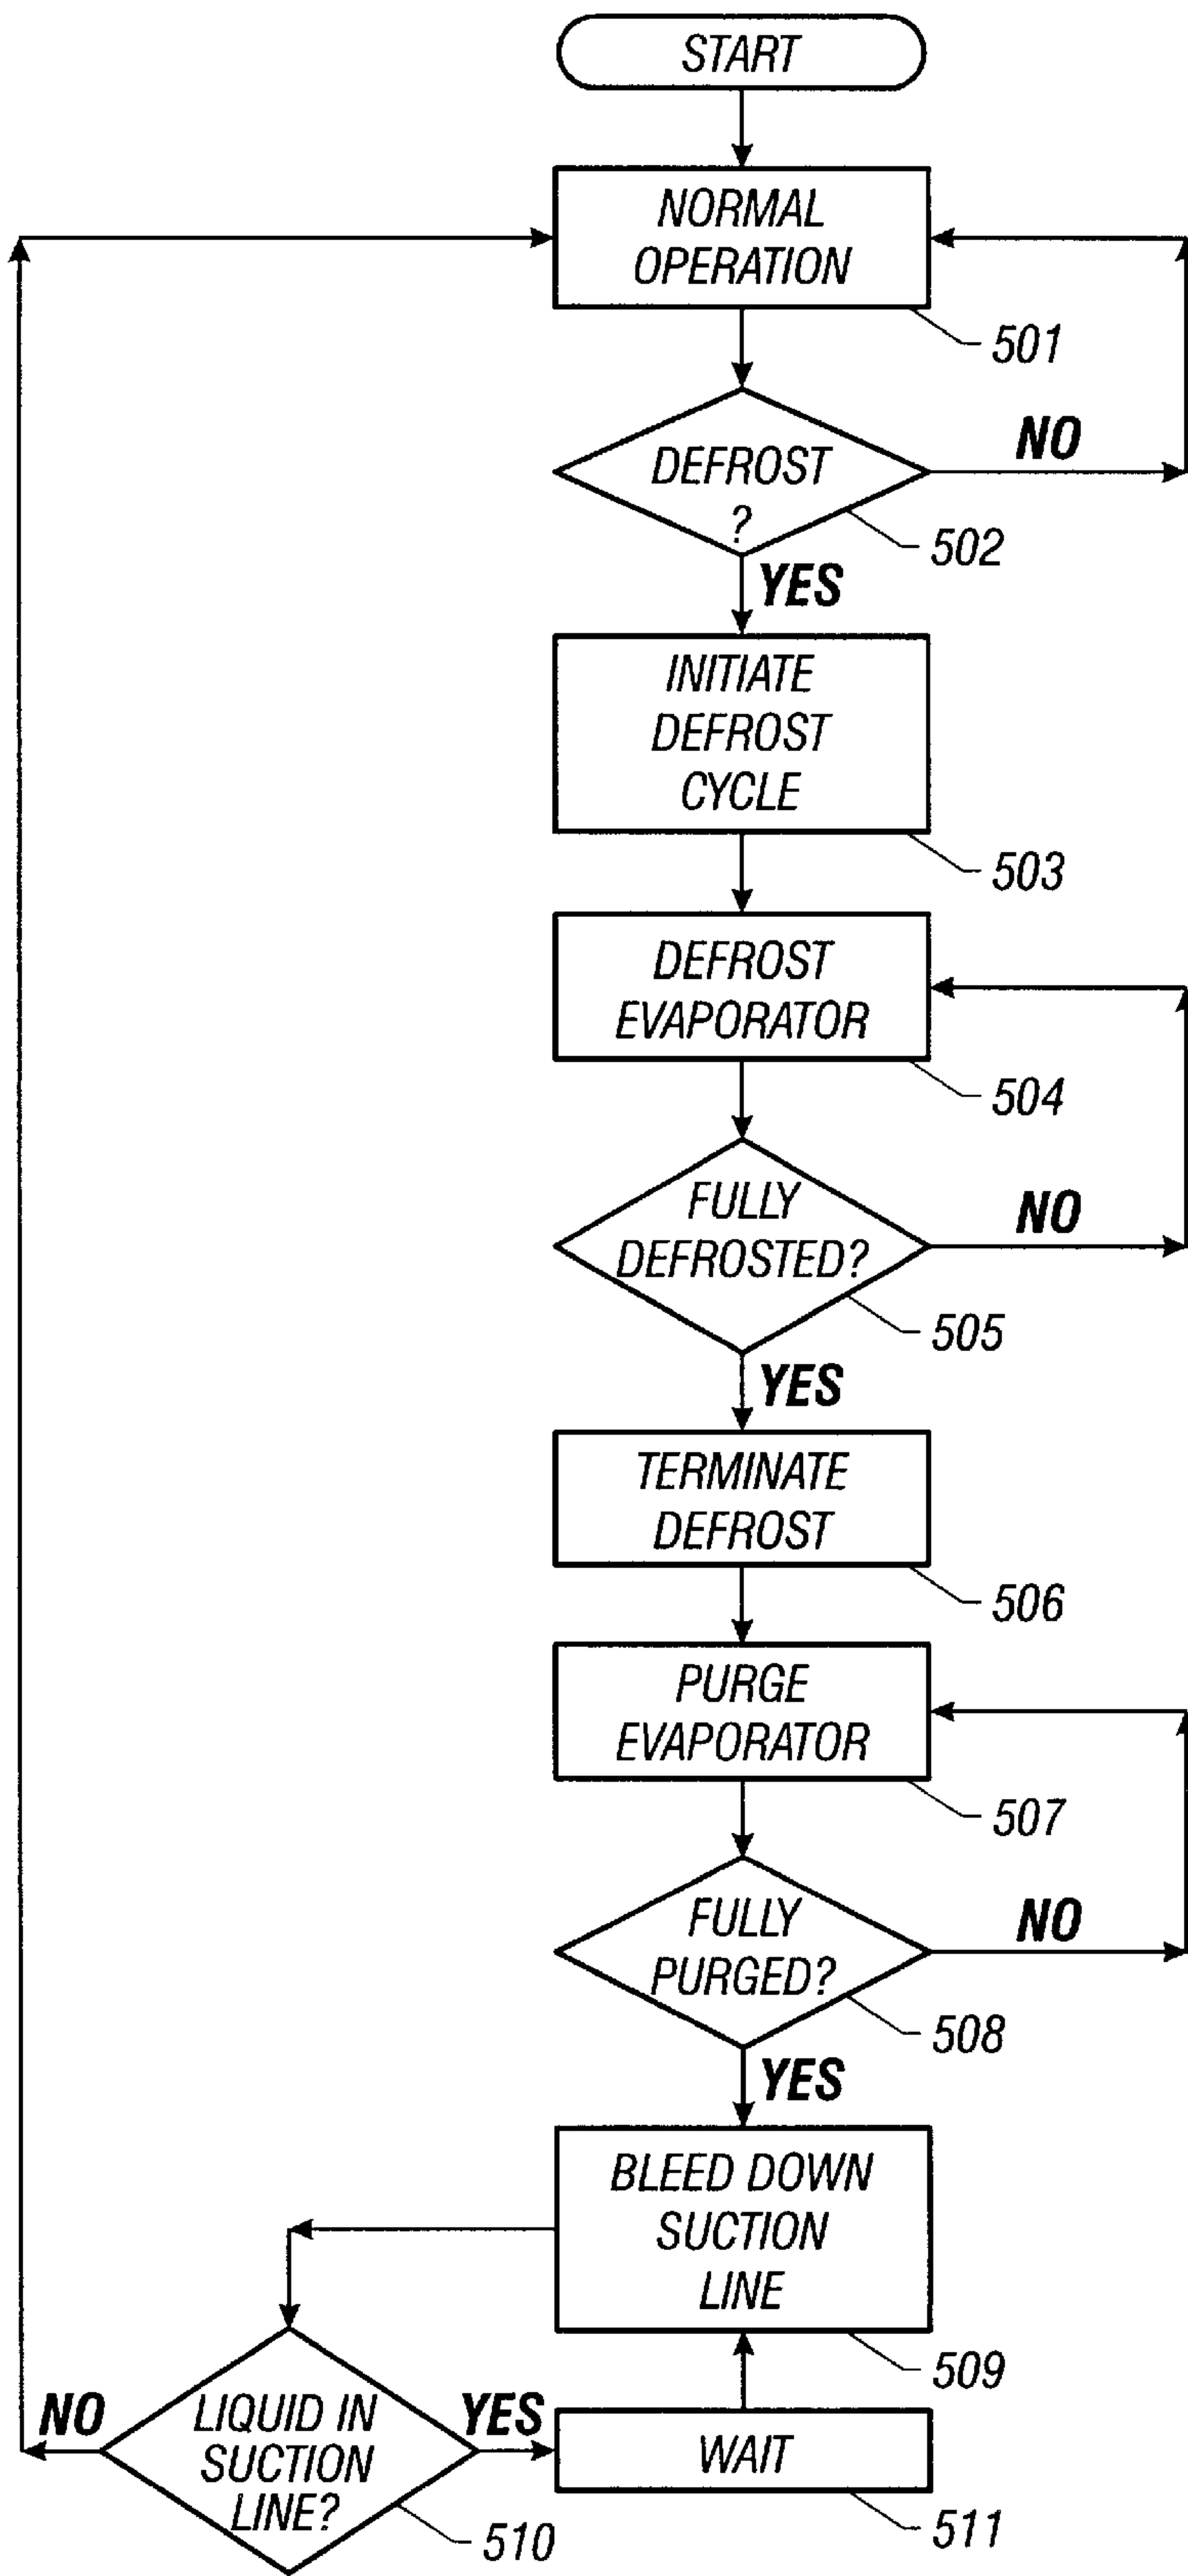 START
NORMAL
OPERATION
501
DEFROST
?
NO
502
YES
INITIATE
DEFROST
CYCLE
503
DEFROST
EVAPORATOR
504
FULLY
DEFROSTED?
NO
505
YES
TERMINATE
DEFROST
506
PURGE
EVAPORATOR
507
FULLY
PURGED?
NO
508
YES
BLEED DOWN
SUCTION
LINE
509
NO
LIQUID IN
SUCTION
LINE?
YES
510
WAIT
511